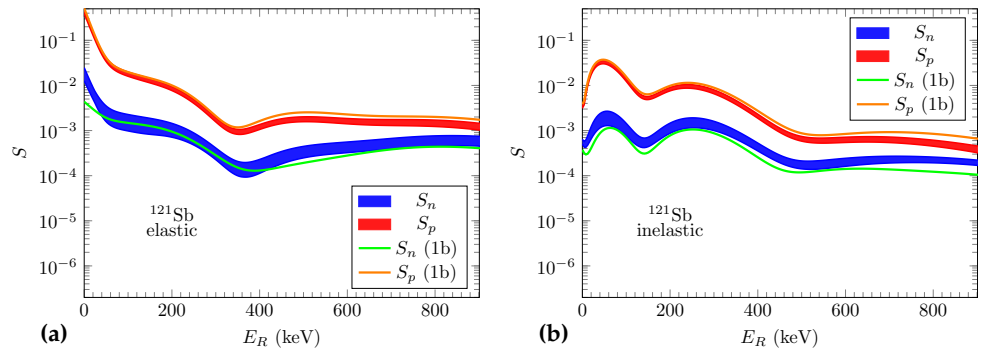 10⁻¹
10⁻²
10⁻³
10⁻⁴
10⁻⁵
10⁻⁶
S
0 200 400 600 800
E_R (keV)
¹²¹Sb
elastic
S_n
S_p
S_n (1b)
S_p (1b)
(a)
10⁻¹
10⁻²
10⁻³
10⁻⁴
10⁻⁵
10⁻⁶
S
0 200 400 600 800
E_R (keV)
S_n
S_p
S_n (1b)
S_p (1b)
¹²¹Sb
inelastic
(b)